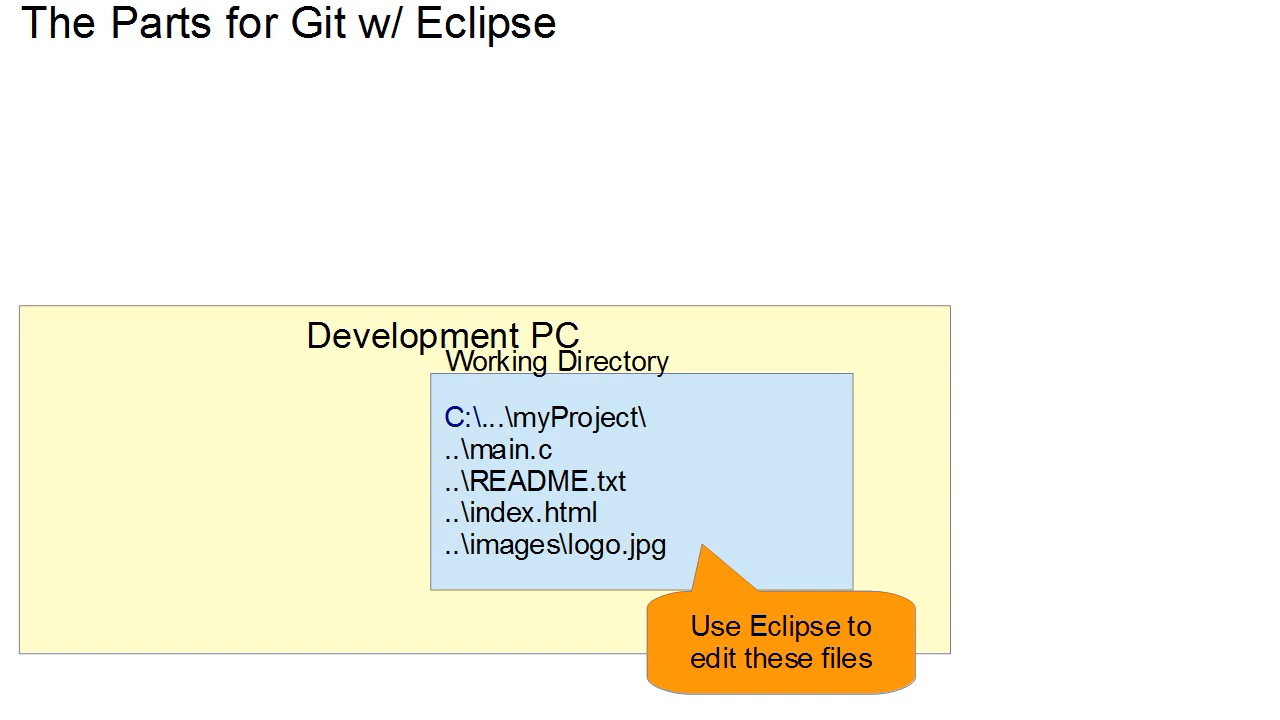 The Parts for Git w/ Eclipse
Development PC
Working Directory
C:\...\myProject\
..\main.c
..\README.txt
..\index.html
..\images\logo.jpg
Use Eclipse to
edit these files